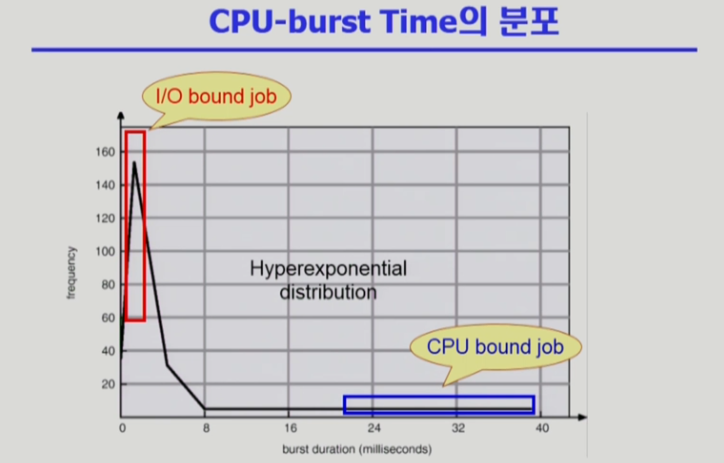 CPU-burst Time의 분포
I/O bound job
160
140
120
100
80
60
40
20
frequency
Hyperexponential
distribution
CPU bound job
0 8 16 24 32 40
burst duration (milliseconds)